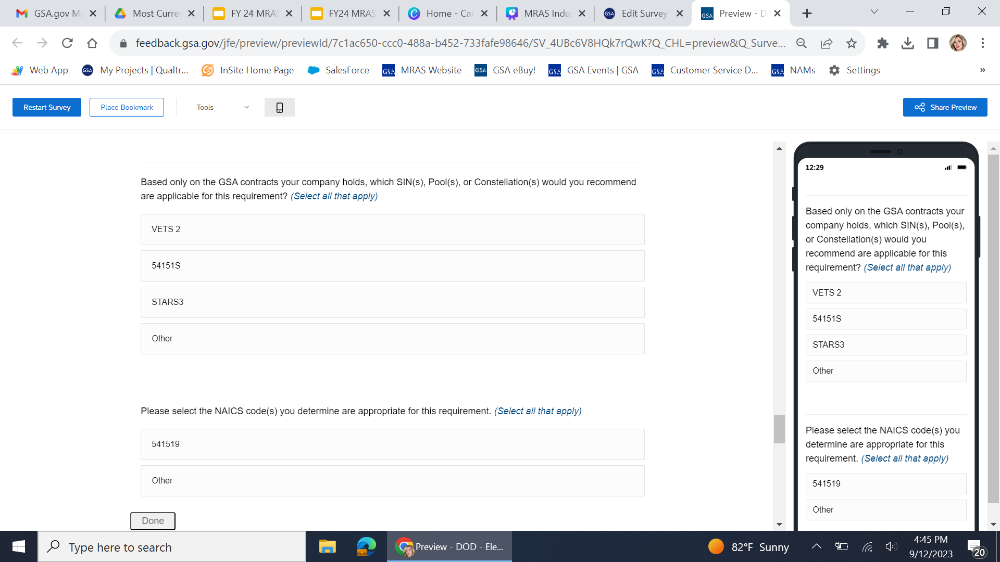 GSA.gov Ma
Most Curre
FY 24 MRAS
FY24 MRAS
Home - Can
MRAS Indu
Edit Survey
Preview - D
feedback.gsa.gov/jfe/preview/previewId/7c1ac650-ccc0-488a-b452-733fafe98646/SV_4UBc6V8HQk7rQwK?Q_CHL=preview&Q_Surve...
Web App
My Projects | Qualtr...
InSite Home Page
SalesForce
MRAS Website
GSA eBuy!
GSA Events | GSA
Customer Service D...
NAMs
Settings
»
Restart Survey
Place Bookmark
Tools
Share Preview
Based only on the GSA contracts your company holds, which SIN(s), Pool(s), or Constellation(s) would you recommend
are applicable for this requirement? (Select all that apply)
VETS 2
54151S
STARS3
Other
Please select the NAICS code(s) you determine are appropriate for this requirement. (Select all that apply)
541519
Other
Done
12:29
Based only on the GSA contracts your
company holds, which SIN(s), Pool(s),
or Constellation(s) would you
recommend are applicable for this
requirement? (Select all that apply)
VETS 2
54151S
STARS3
Other
Please select the NAICS code(s) you
determine are appropriate for this
requirement. (Select all that apply)
541519
Other
Type here to search
Preview - DOD - Ele...
82°F Sunny
4:45 PM
9/12/2023
20